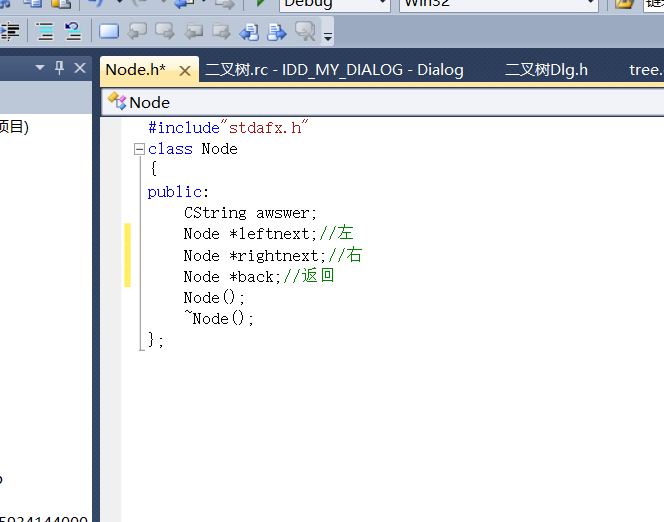 Debug
Win32
Node.h*
二叉树.rc - IDD_MY_DIALOG - Dialog
二叉树Dlg.h
tree.
Node
项目)
#include"stdafx.h"
class Node
{
public:
CString awswer;
Node *leftnext;//左
Node *rightnext;//右
Node *back;//返回
Node();
~Node();
};